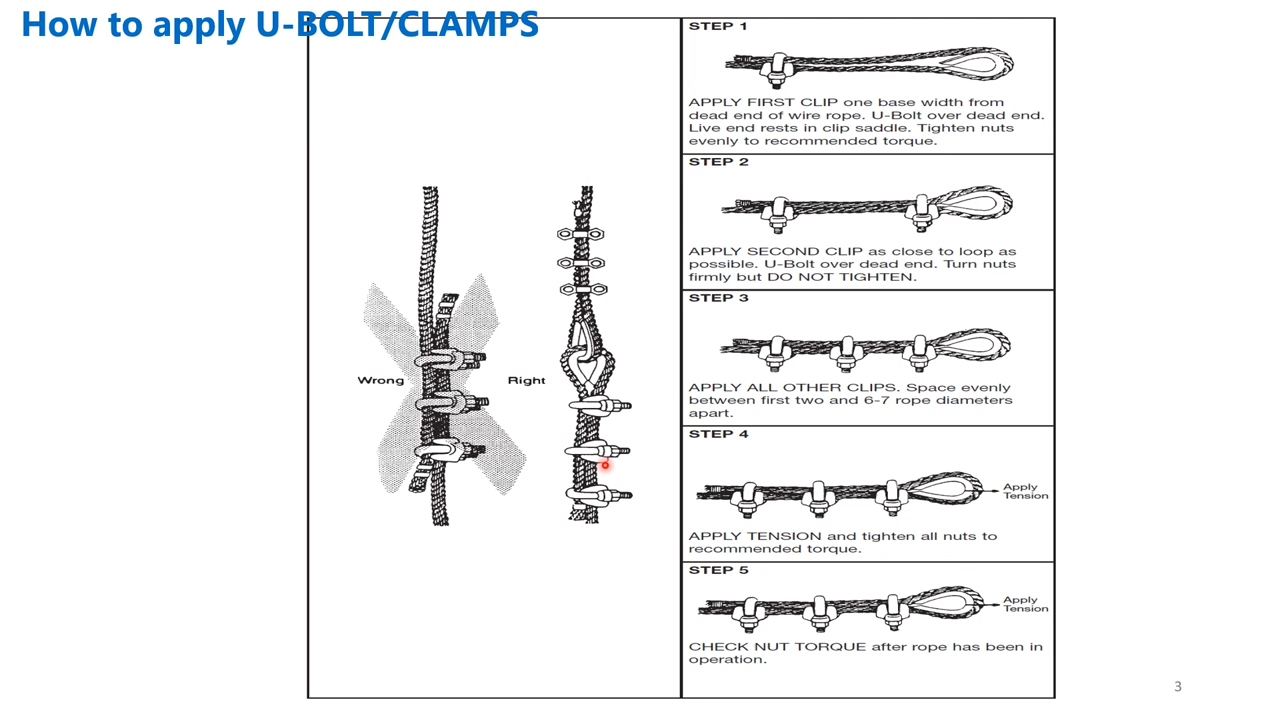 How to apply U-BOLT/CLAMPS
Wrong
Right
STEP 1
APPLY FIRST CLIP one base width from
dead end of wire rope. U-Bolt over dead end.
Live end rests in clip saddle. Tighten nuts
evenly to recommended torque.
STEP 2
APPLY SECOND CLIP as close to loop as
possible. U-Bolt over dead end. Turn nuts
firmly but DO NOT TIGHTEN.
STEP 3
APPLY ALL OTHER CLIPS. Space evenly
between first two and 6-7 rope diameters
apart.
STEP 4
Apply
Tension
APPLY TENSION and tighten all nuts to
recommended torque.
STEP 5
Apply
Tension
CHECK NUT TORQUE after rope has been in
operation.
3